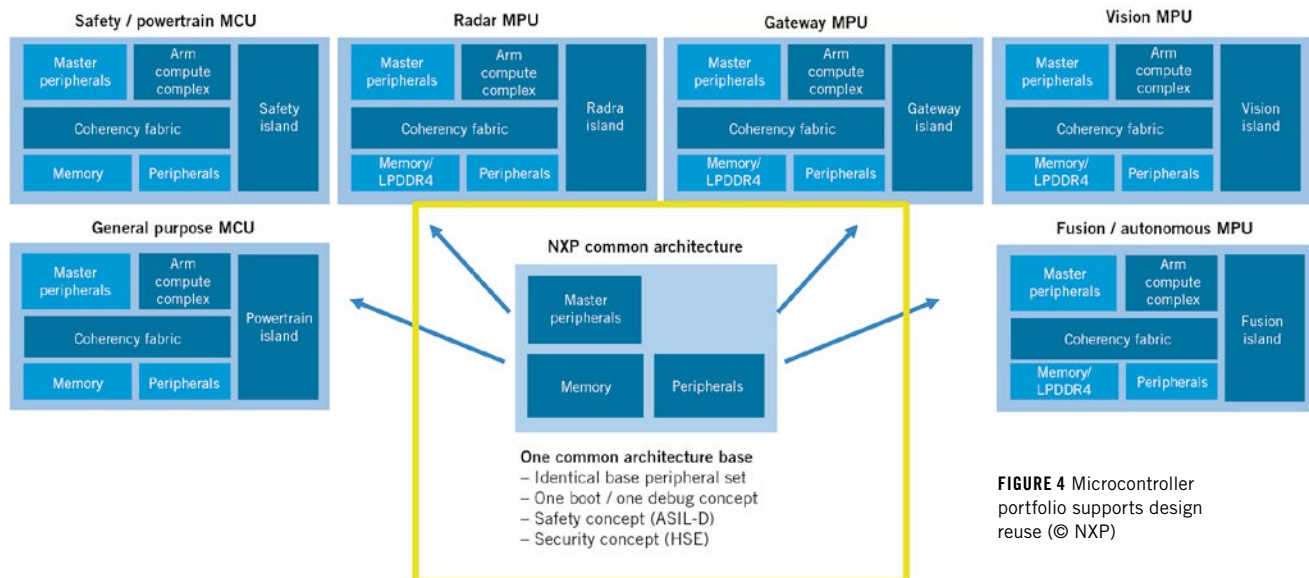 Safety / powertrain MCU
Master
peripherals
Arm
compute
complex
Safety
island
Coherency fabric
Memory
Peripherals
Radar MPU
Master
peripherals
Arm
compute
complex
Radra
island
Coherency fabric
Memory/
LPDDR4
Peripherals
Gateway MPU
Master
peripherals
Arm
compute
complex
Gateway
island
Coherency fabric
Memory/
LPDDR4
Peripherals
Vision MPU
Master
peripherals
Arm
compute
complex
Vision
island
Coherency fabric
Memory/
LPDDR4
Peripherals
General purpose MCU
Master
peripherals
Arm
compute
complex
Powertrain
island
Coherency fabric
Memory
Peripherals
NXP common architecture
Master
peripherals
Memory
Peripherals
One common architecture base
– Identical base peripheral set
– One boot / one debug concept
– Safety concept (ASIL-D)
– Security concept (HSE)
Fusion / autonomous MPU
Master
peripherals
Arm
compute
complex
Fusion
island
Coherency fabric
Memory/
LPDDR4
Peripherals
FIGURE 4 Microcontroller
portfolio supports design
reuse (© NXP)